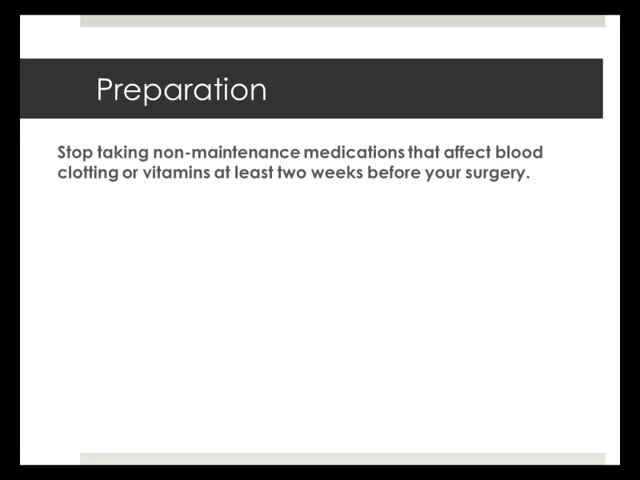 Preparation
Stop taking non-maintenance medications that affect blood
clotting or vitamins at least two weeks before your surgery.